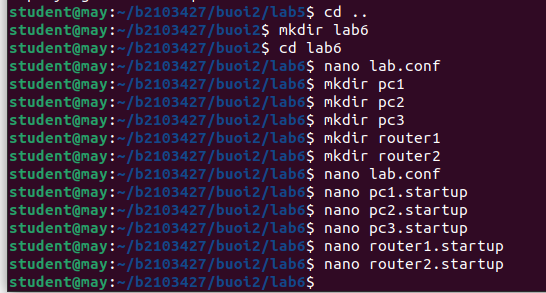 student@may:~/b2103427/buoi2/lab5$ cd ..
student@may:~/b2103427/buoi2$ mkdir lab6
student@may:~/b2103427/buoi2$ cd lab6
student@may:~/b2103427/buoi2/lab6$ nano lab.conf
student@may:~/b2103427/buoi2/lab6$ mkdir pc1
student@may:~/b2103427/buoi2/lab6$ mkdir pc2
student@may:~/b2103427/buoi2/lab6$ mkdir pc3
student@may:~/b2103427/buoi2/lab6$ mkdir router1
student@may:~/b2103427/buoi2/lab6$ mkdir router2
student@may:~/b2103427/buoi2/lab6$ nano lab.conf
student@may:~/b2103427/buoi2/lab6$ nano pc1.startup
student@may:~/b2103427/buoi2/lab6$ nano pc2.startup
student@may:~/b2103427/buoi2/lab6$ nano pc3.startup
student@may:~/b2103427/buoi2/lab6$ nano router1.startup
student@may:~/b2103427/buoi2/lab6$ nano router2.startup
student@may:~/b2103427/buoi2/lab6$